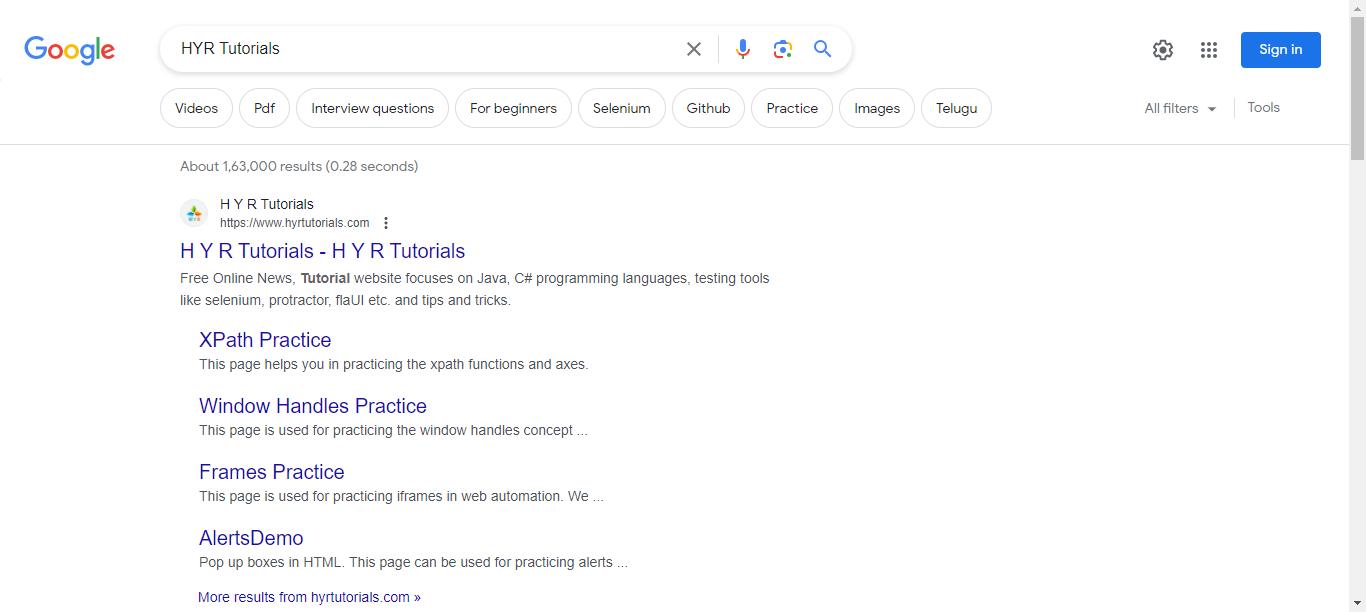 Google
HYR Tutorials
Sign in
Videos
Pdf
Interview questions
For beginners
Selenium
Github
Practice
Images
Telugu
All filters
Tools
About 1,63,000 results (0.28 seconds)
H Y R Tutorials
https://www.hyrtutorials.com
H Y R Tutorials - H Y R Tutorials
Free Online News, Tutorial website focuses on Java, C# programming languages, testing tools
like selenium, protractor, flaUI etc. and tips and tricks.
XPath Practice
This page helps you in practicing the xpath functions and axes.
Window Handles Practice
This page is used for practicing the window handles concept ...
Frames Practice
This page is used for practicing iframes in web automation. We ...
AlertsDemo
Pop up boxes in HTML. This page can be used for practicing alerts ...
More results from hyrtutorials.com »